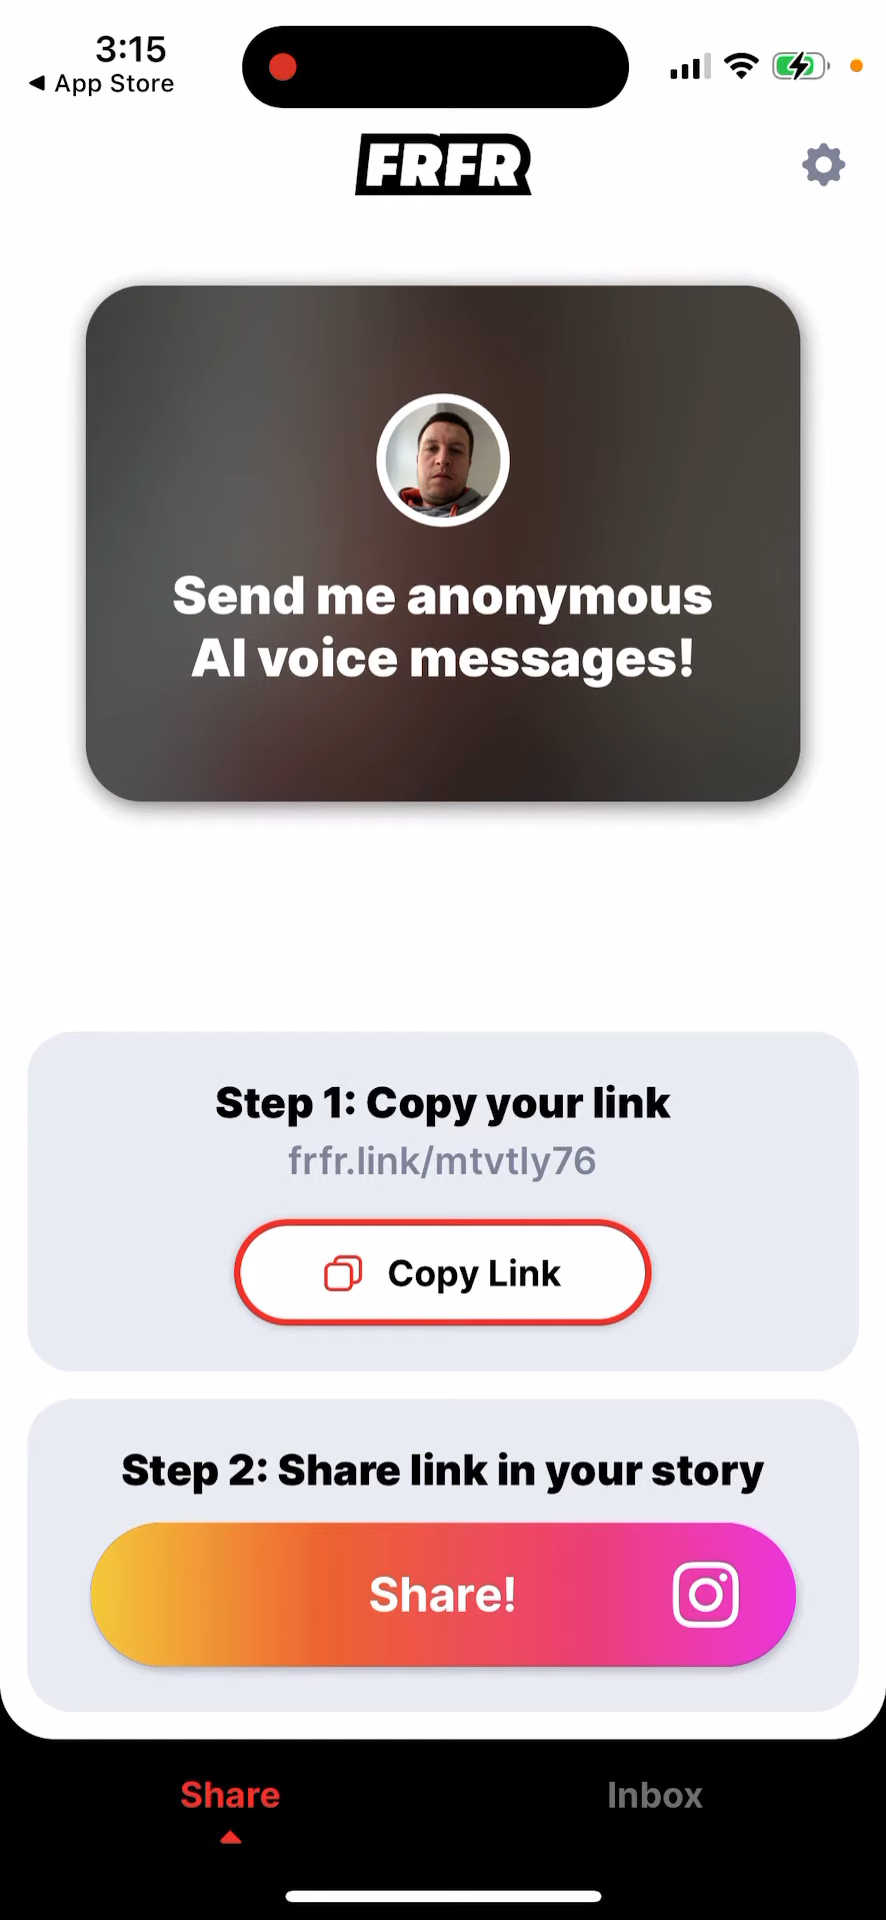 3:15
App Store
FRFR
Send me anonymous
AI voice messages!
Step 1: Copy your link
frfr.link/mtvtly76
Copy Link
Step 2: Share link in your story
Share!
Share
Inbox